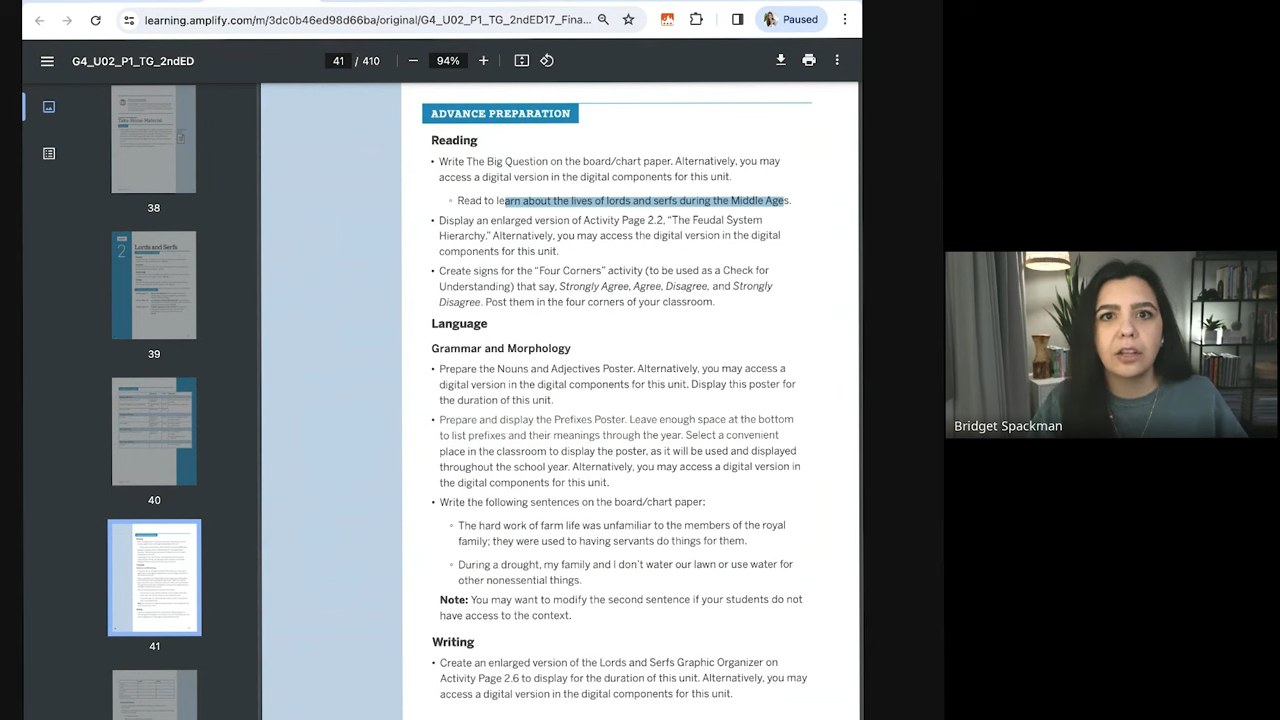 learning.amplify.com/m/3dc0b46ed98d66ba/original/G4_U02_P1_TG_2ndED17_Fina...
Paused
G4_U02_P1_TG_2ndED
41 / 410
94%
38
Lords and Serfs
2
39
40
41
ADVANCE PREPARATION
Reading
• Write The Big Question on the board/chart paper. Alternatively, you may
access a digital version in the digital components for this unit.
◦ Read to learn about the lives of lords and serfs during the Middle Ages.
• Display an enlarged version of Activity Page 2.2, “The Feudal System
Hierarchy.” Alternatively, you may access the digital version in the digital
components for this unit.
• Create signs for the “Four Corners” activity (to be used as a Check for
Understanding) that say, Strongly Agree, Agree, Disagree, and Strongly
Disagree. Post them in the four corners of your classroom.
Language
Grammar and Morphology
• Prepare the Nouns and Adjectives Poster. Alternatively, you may access a
digital version in the digital components for this unit. Display this poster for
the duration of this unit.
• Prepare and display the Prefixes Poster. Leave enough space at the bottom
to list prefixes and their meanings through the year. Select a convenient
place in the classroom to display the poster, as it will be used and displayed
throughout the school year. Alternatively, you may access a digital version in
the digital components for this unit.
• Write the following sentences on the board/chart paper:
◦ The hard work of farm life was unfamiliar to the members of the royal
family; they were used to having servants do things for them.
◦ During a drought, my family and I don’t water our lawn or use water for
other nonessential things.
Note: You may want to modify the second sentence if your students do not
have access to the context.
Writing
• Create an enlarged version of the Lords and Serfs Graphic Organizer on
Activity Page 2.6 to display for the duration of this unit. Alternatively, you may
access a digital version in the digital components for this unit.
Bridget Spackman